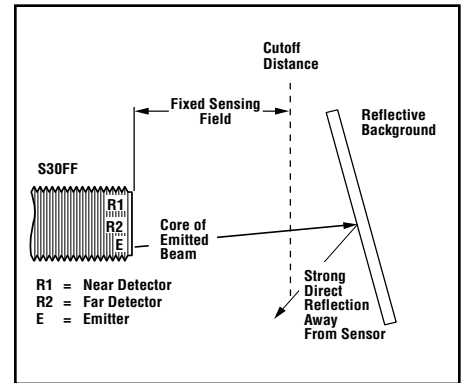 Cutoff
Distance
Fixed Sensing
Field
Reflective
Background
S30FF
R1
R2
E
Core of
Emitted
Beam
R1 = Near Detector
R2 = Far Detector
E = Emitter
Strong
Direct
Reflection
Away
From Sensor